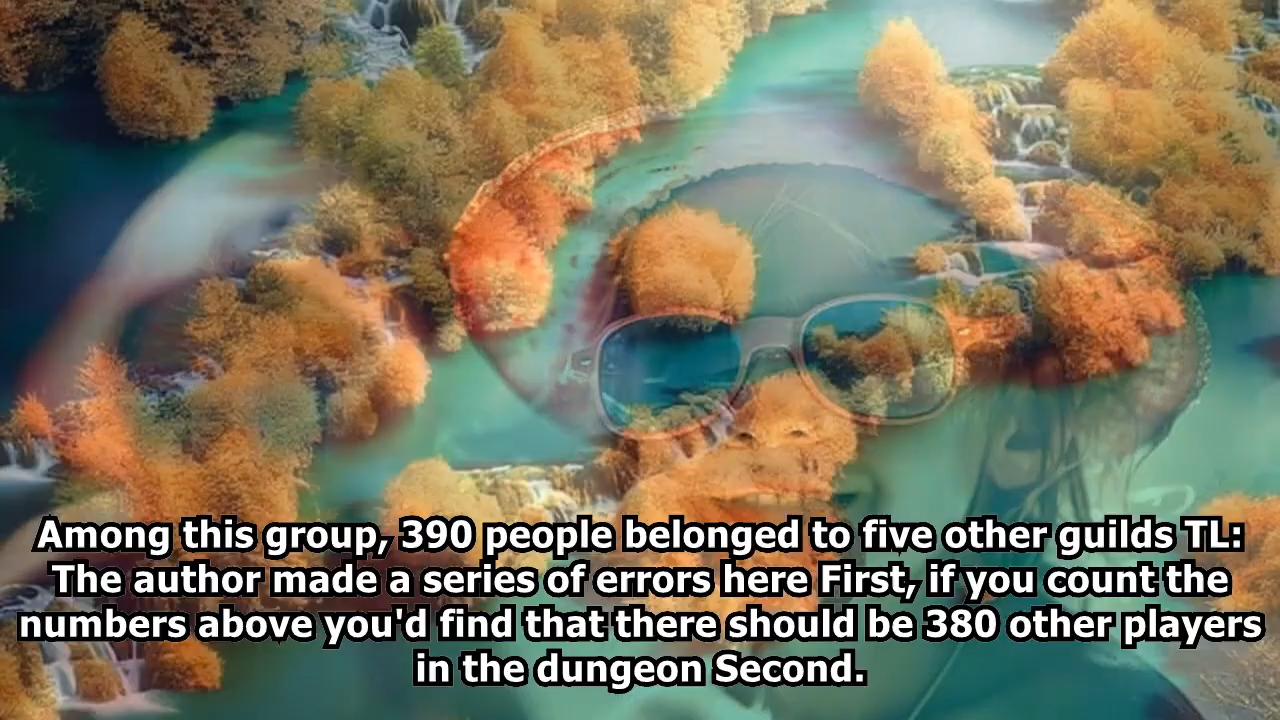 Among this group, 390 people belonged to five other guilds TL:
The author made a series of errors here First, if you count the
numbers above you'd find that there should be 380 other players
in the dungeon Second.